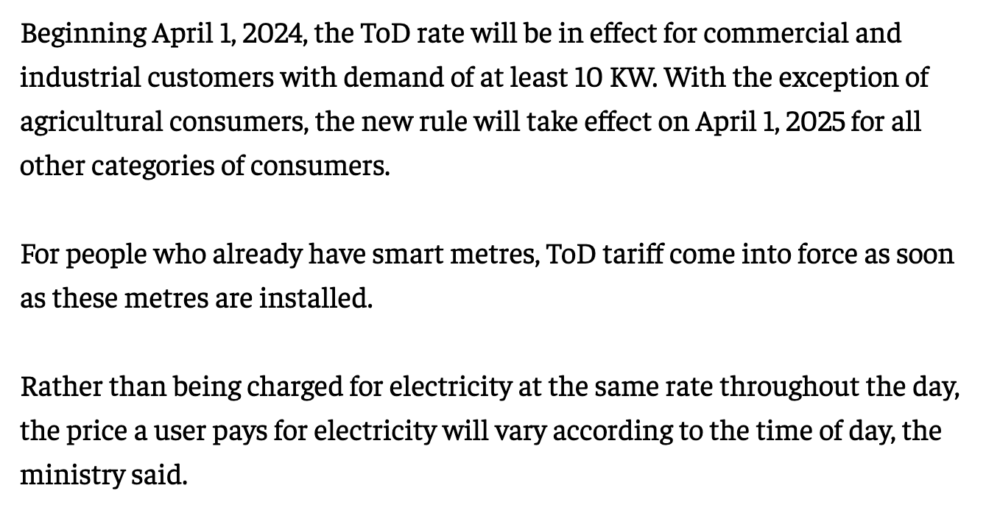 Beginning April 1, 2024, the ToD rate will be in effect for commercial and
industrial customers with demand of at least 10 KW. With the exception of
agricultural consumers, the new rule will take effect on April 1, 2025 for all
other categories of consumers.
For people who already have smart metres, ToD tariff come into force as soon
as these metres are installed.
Rather than being charged for electricity at the same rate throughout the day,
the price a user pays for electricity will vary according to the time of day, the
ministry said.